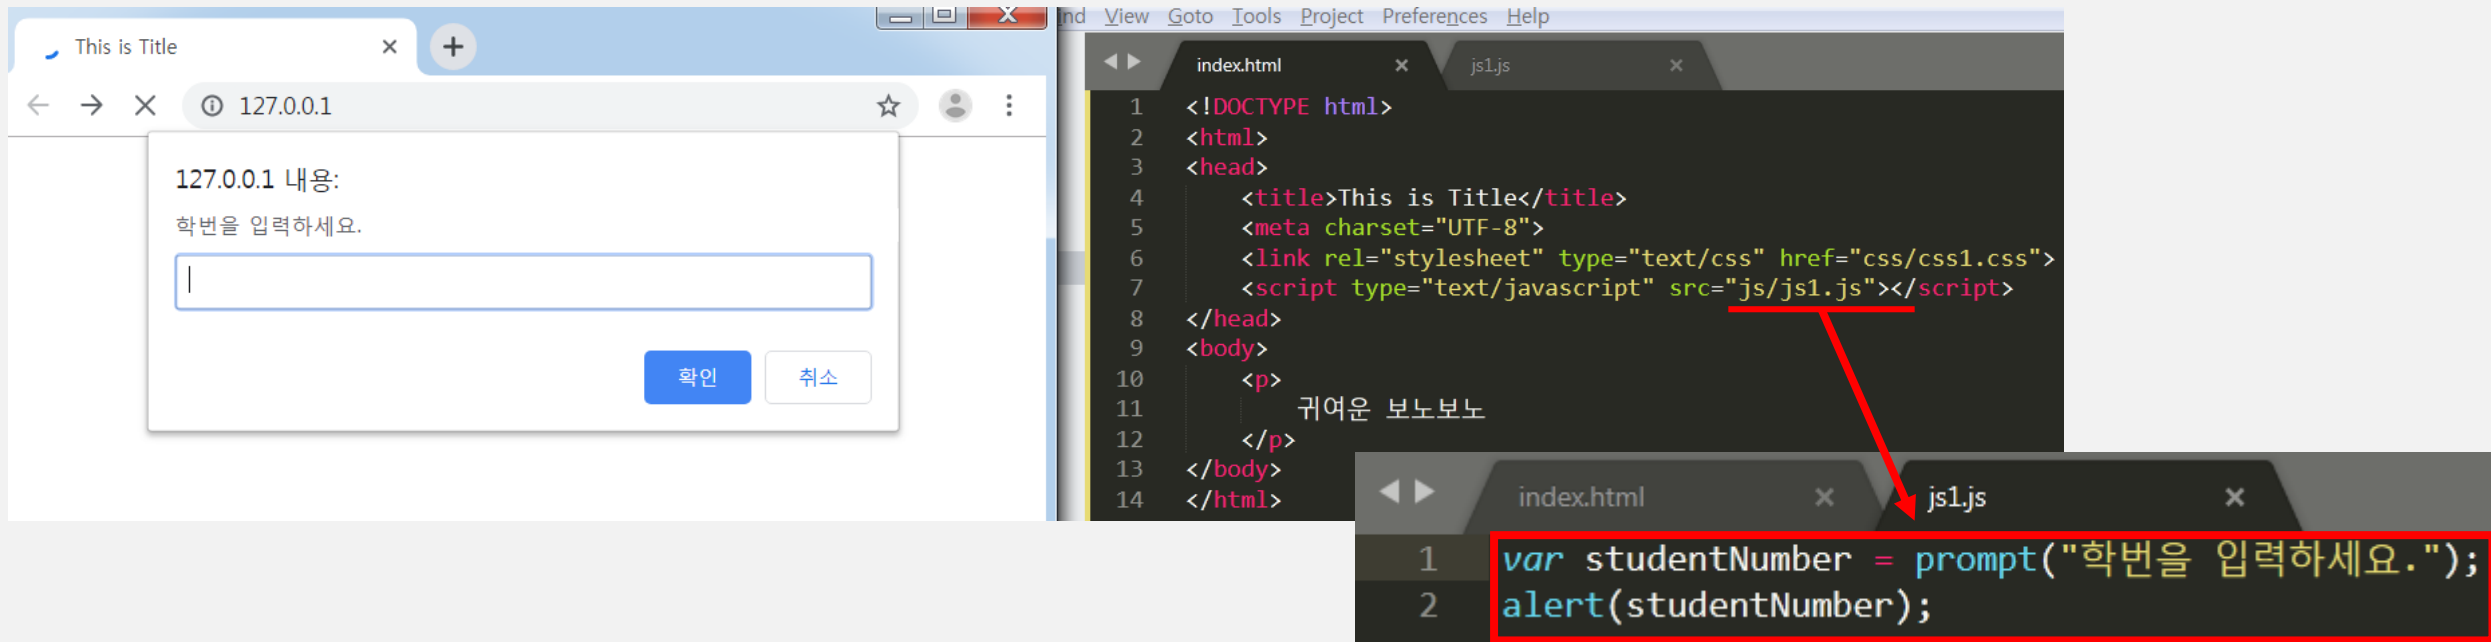 This is Title
127.0.0.1
127.0.0.1 내용:
학번을 입력하세요.
확인 취소
View Goto Tools Project Preferences Help
index.html js1.js
1 <!DOCTYPE html>
2 <html>
3 <head>
4 <title>This is Title</title>
5 <meta charset="UTF-8">
6 <link rel="stylesheet" type="text/css" href="css/css1.css">
7 <script type="text/javascript" src="js/js1.js"></script>
8 </head>
9 <body>
10 <p>
11 귀여운 보노보노
12 </p>
13 </body>
14 </html>
index.html js1.js
1 var studentNumber = prompt("학번을 입력하세요.");
2 alert(studentNumber);